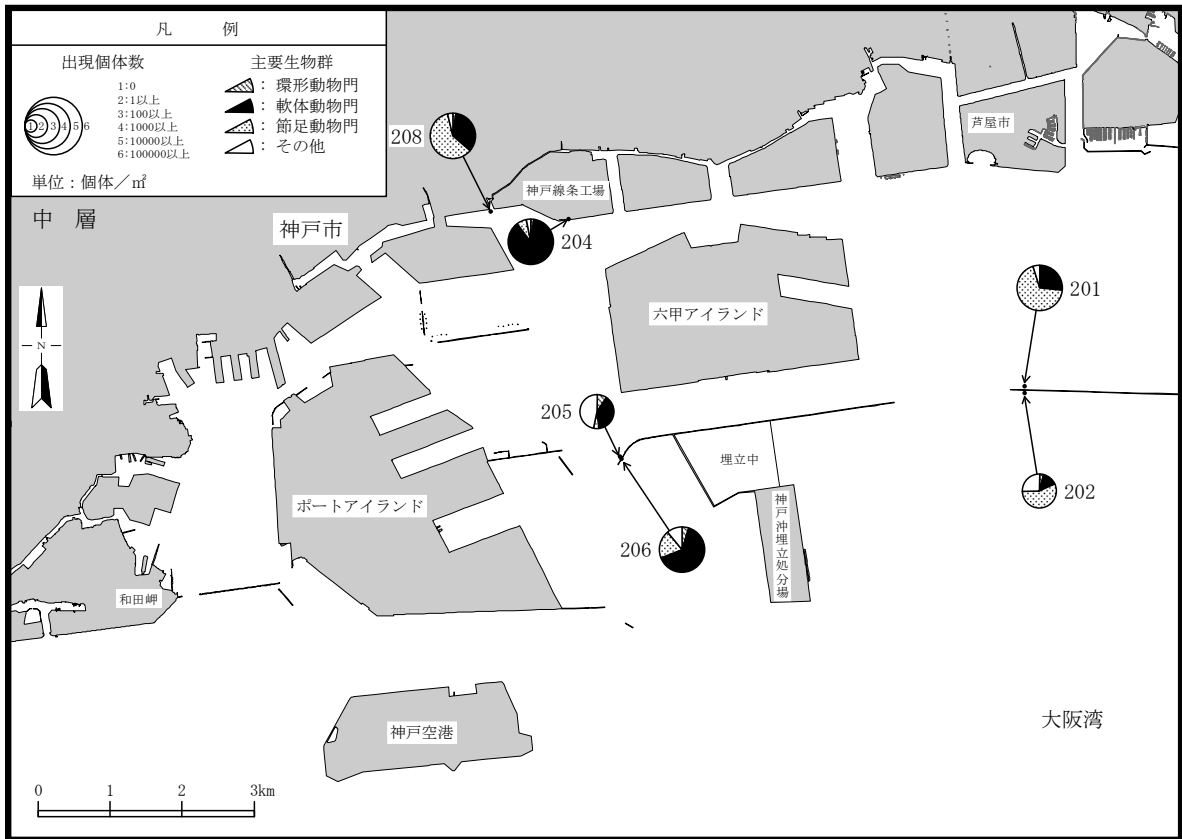 凡 例
出現個体数
1:0
2:1以上
3:100以上
4:1000以上
5:10000以上
6:100000以上
1 2 3 4 5 6
単位：個体／㎡
主要生物群
： 環形動物門
： 軟体動物門
： 節足動物門
： その他
中 層
N
208
204
神戸線条工場
神戸市
芦屋市
六甲アイランド
201
205
埋立中
202
ポートアイランド
206
神戸沖埋立処分場
和田岬
神戸空港
大阪湾
0 1 2 3km